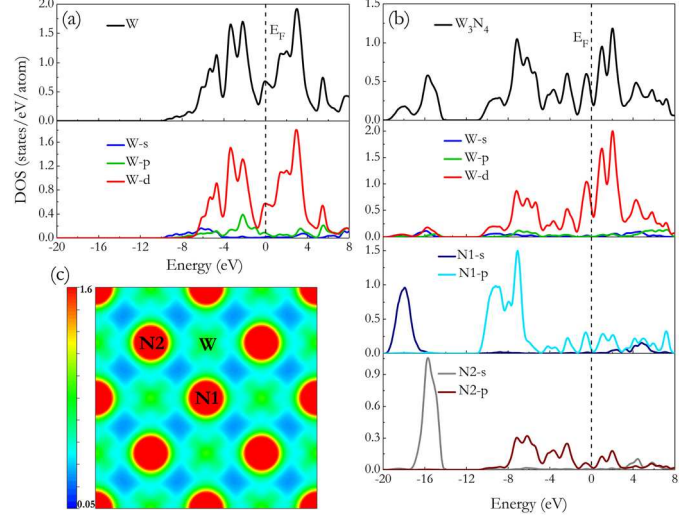 (a)
W
E_F
2.0
1.5
1.0
0.5
0.0
W-s
W-p
W-d
1.6
1.2
0.8
0.4
0.0
DOS (states/eV/atom)
-20 -16 -12 -8 -4 0 4 8
Energy (eV)
(b)
W₃N₄
E_F
1.5
1.0
0.5
0.0
W-s
W-p
W-d
2.0
1.5
1.0
0.5
0.0
N1-s
N1-p
1.5
1.0
0.5
0.0
N2-s
N2-p
0.9
0.6
0.3
0.0
-20 -16 -12 -8 -4 0 4 8
Energy (eV)
(c)
1.6
N2 W
N1
0.05